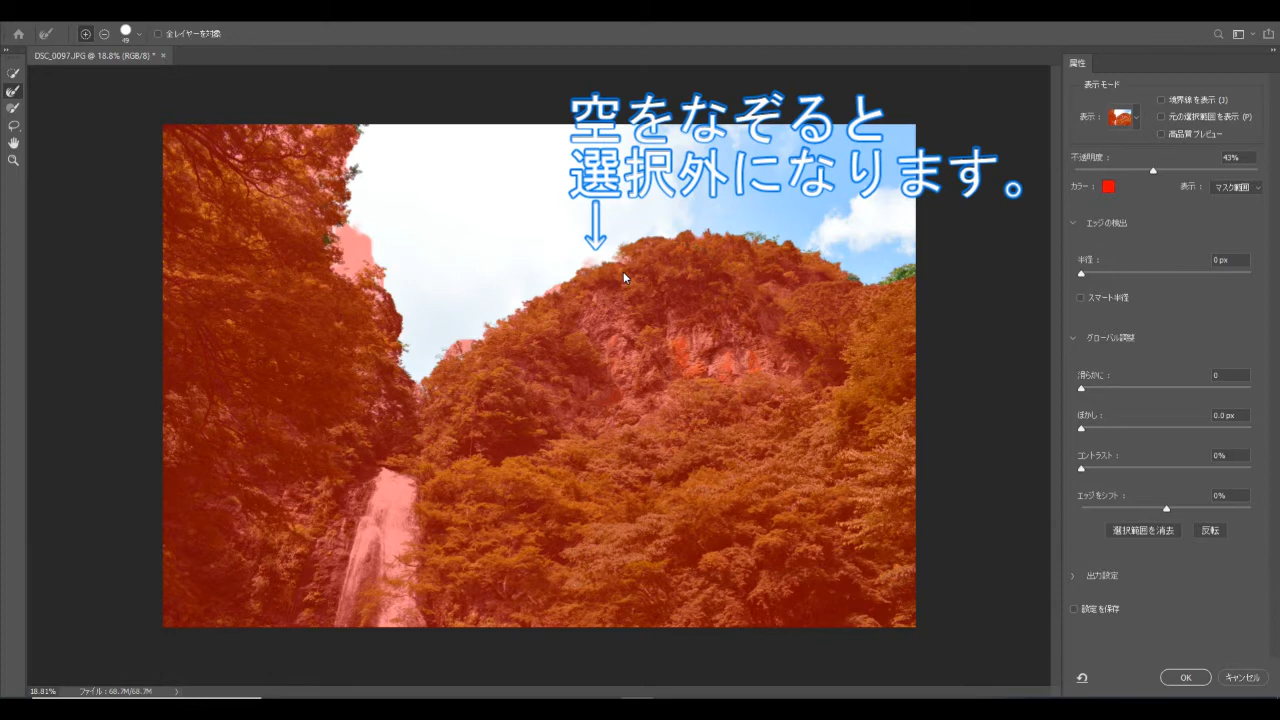 全レイヤーを対象
49
DSC_0097.JPG @ 18.8% (RGB/8) * ×
空をなぞると
選択外になります。
↓
属性
表示モード
表示：
境界線を表示 (J)
元の選択範囲を表示 (P)
高品質プレビュー
不透明度： 43%
カラー： 表示： マスク範囲
エッジの検出
半径： 0 px
スマート半径
グローバル調整
滑らかに： 0
ぼかし： 0.0 px
コントラスト： 0%
エッジをシフト： 0%
選択範囲を消去 反転
出力設定
設定を保存
OK キャンセル
18.81% ファイル : 68.7M/68.7M